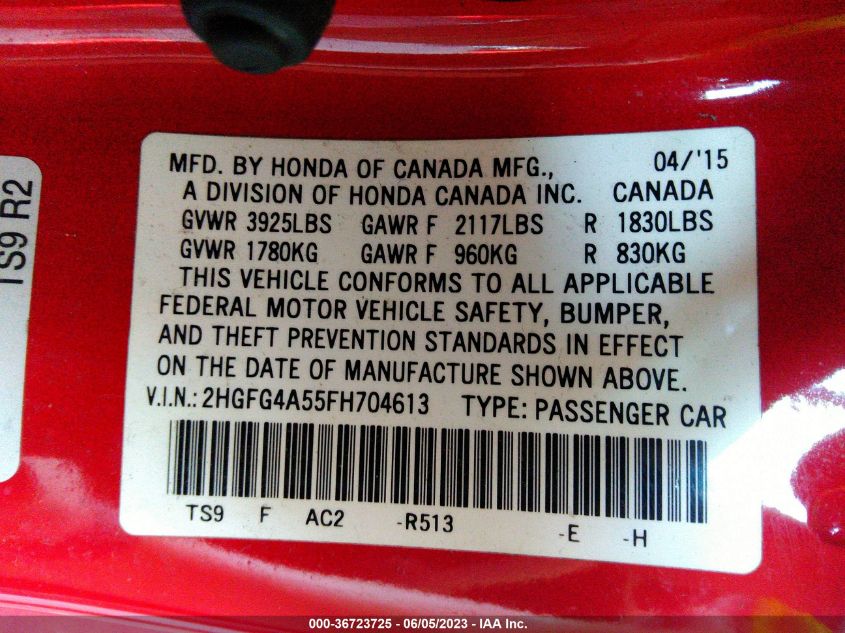 MFD. BY HONDA OF CANADA MFG., 04/'15
A DIVISION OF HONDA CANADA INC. CANADA
GVWR 3925LBS GAWR F 2117LBS R 1830LBS
GVWR 1780KG GAWR F 960KG R 830KG
THIS VEHICLE CONFORMS TO ALL APPLICABLE
FEDERAL MOTOR VEHICLE SAFETY, BUMPER,
AND THEFT PREVENTION STANDARDS IN EFFECT
ON THE DATE OF MANUFACTURE SHOWN ABOVE.
V.I.N.: 2HGFG4A55FH704613 TYPE: PASSENGER CAR
TS9 F AC2 -R513 -E -H
TS9 R2
000-36723725 - 06/05/2023 - IAA Inc.